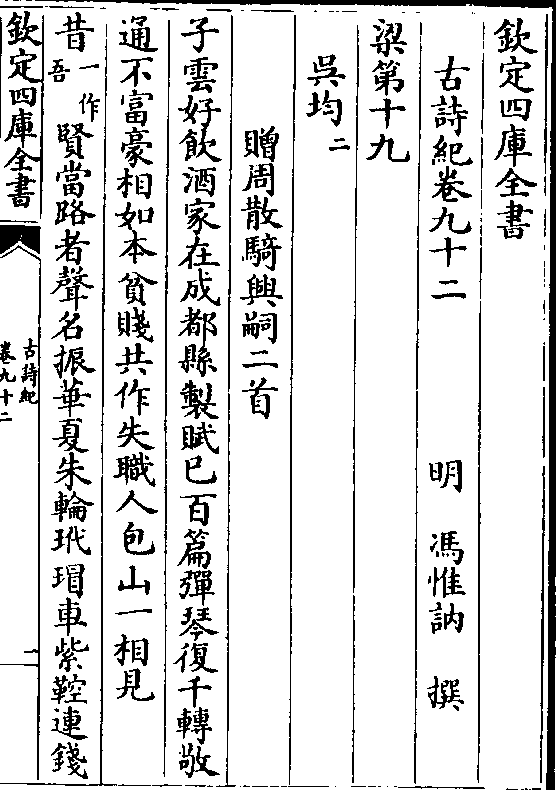 欽定四庫全書
古詩紀卷九十二 明 馮惟訥 撰
梁第十九
吳均二
贈周散騎興嗣二首
子雲好飲酒家在成都縣製賦已百篇彈琴復千轉敬
通不富豪相如本貧賤共作失職人包山一相見
昔一作吾賢當路者聲名振華夏朱輪玳瑁車紫鞚連錢
欽定四庫全書
古詩紀
卷九十二
一